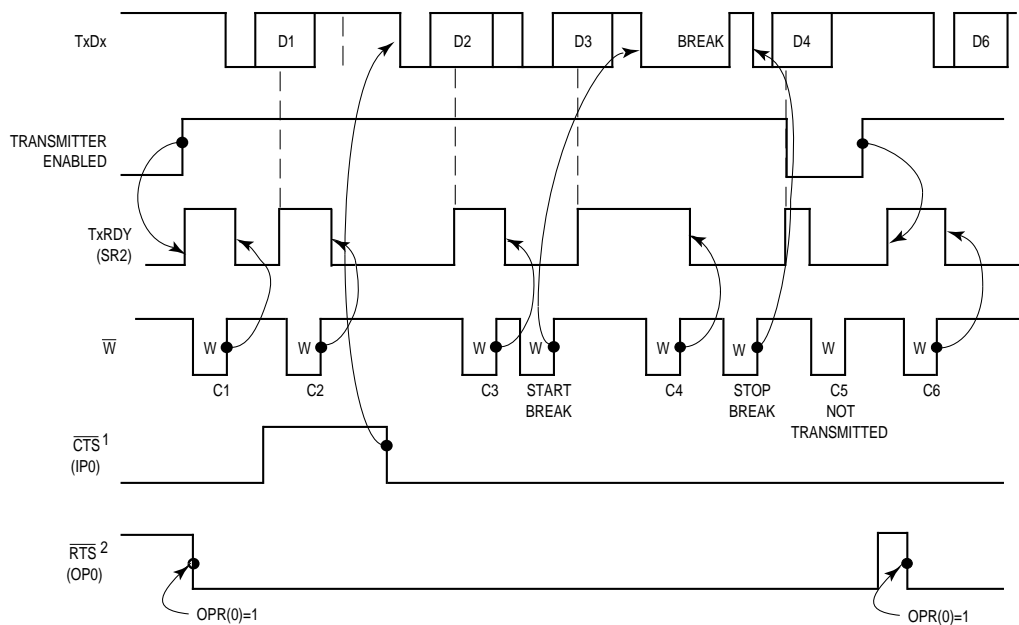 TxDx
D1
D2
D3
BREAK
D4
D6
TRANSMITTER
ENABLED
TxRDY
(SR2)
W
W
W
W
W
W
W
W
W
C1
C2
C3
START
BREAK
C4
STOP
BREAK
C5
NOT
TRANSMITTED
C6
CTS 1
(IP0)
RTS 2
(OP0)
OPR(0)=1
OPR(0)=1